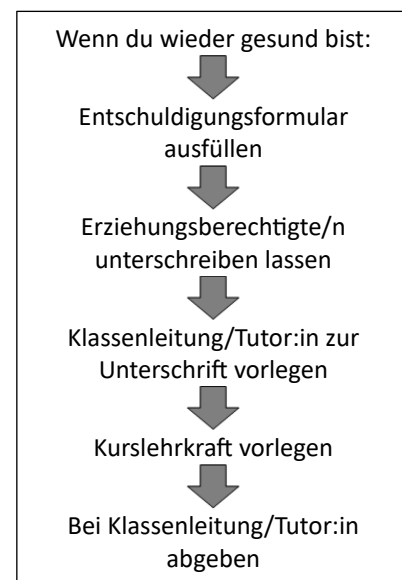 Wenn du wieder gesund bist:
Entschuldigungsformular
ausfüllen
Erziehungsberechtigte/n
unterschreiben lassen
Klassenleitung/Tutor:in zur
Unterschrift vorlegen
Kurslehrkraft vorlegen
Bei Klassenleitung/Tutor:in
abgeben